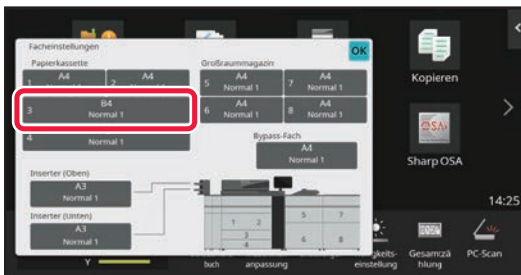 Facheinstellungen
OK
Papierkassette
Großraummagazin
1 A4
Normal 1
2 A4
Normal 1
5 A4
Normal 1
7 A4
Normal 1
3 B4
Normal 1
6 A4
Normal 1
8 A4
Normal 1
4
Normal 1
Bypass-Fach
A4
Normal 1
Inserter (Oben)
A3
Normal 1
Inserter (Unten)
A3
Normal 1
1 2
3
4
5 7
6 8
Kopieren
Sharp OSA
14:25
Y
buch
anpassung
einstellung
Gesamtzä
hlung
PC-Scan